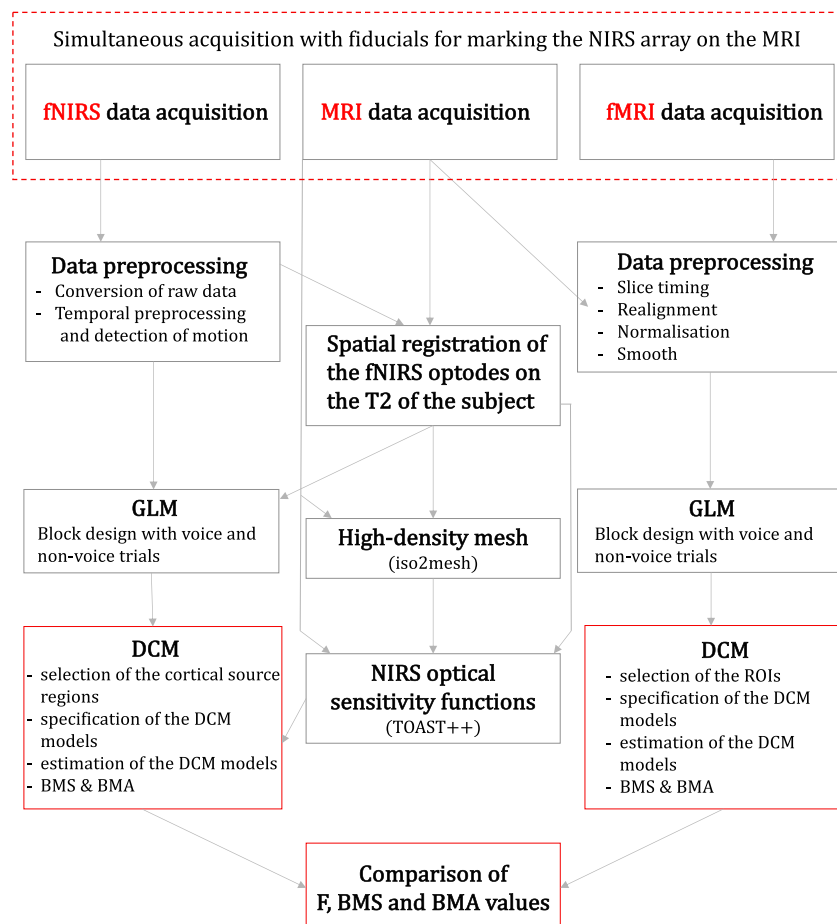 Simultaneous acquisition with fiducials for marking the NIRS array on the MRI
fNIRS data acquisition
MRI data acquisition
fMRI data acquisition
Data preprocessing
- Conversion of raw data
- Temporal preprocessing
and detection of motion
Data preprocessing
- Slice timing
- Realignment
- Normalisation
- Smooth
Spatial registration of
the fNIRS optodes on
the T2 of the subject
GLM
Block design with voice and
non-voice trials
High-density mesh
(iso2mesh)
GLM
Block design with voice and
non-voice trials
DCM
- selection of the cortical source
regions
- specification of the DCM
models
- estimation of the DCM models
- BMS & BMA
NIRS optical
sensitivity functions
(TOAST++)
DCM
- selection of the ROIs
- specification of the DCM
models
- estimation of the DCM
models
- BMS & BMA
Comparison of
F, BMS and BMA values